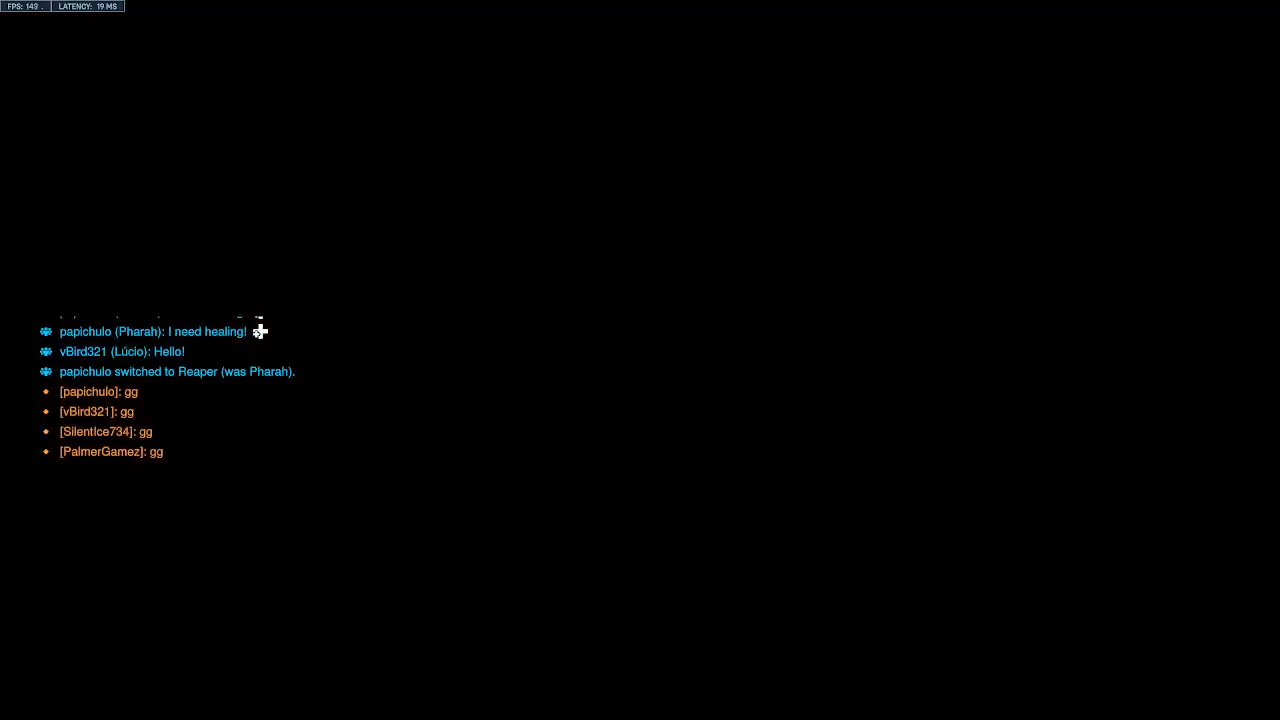 FPS: 149 . LATENCY: 19 MS
papichulo (Pharah): I need healing!
vBird321 (Lúcio): Hello!
papichulo switched to Reaper (was Pharah).
[papichulo]: gg
[vBird321]: gg
[SilentIce734]: gg
[PalmerGamez]: gg